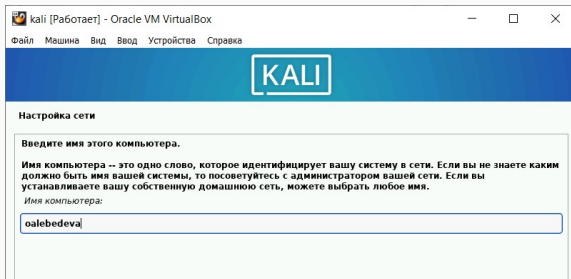 kali [Работает] - Oracle VM VirtualBox
Файл Машина Вид Ввод Устройства Справка
KALI
Настройка сети
Введите имя этого компьютера.
Имя компьютера -- это одно слово, которое идентифицирует вашу систему в сети. Если вы не знаете каким
должно быть имя вашей системы, то посоветуйтесь с администратором вашей сети. Если вы
устанавливаете вашу собственную домашнюю сеть, можете выбрать любое имя.
Имя компьютера:
oalebedeva